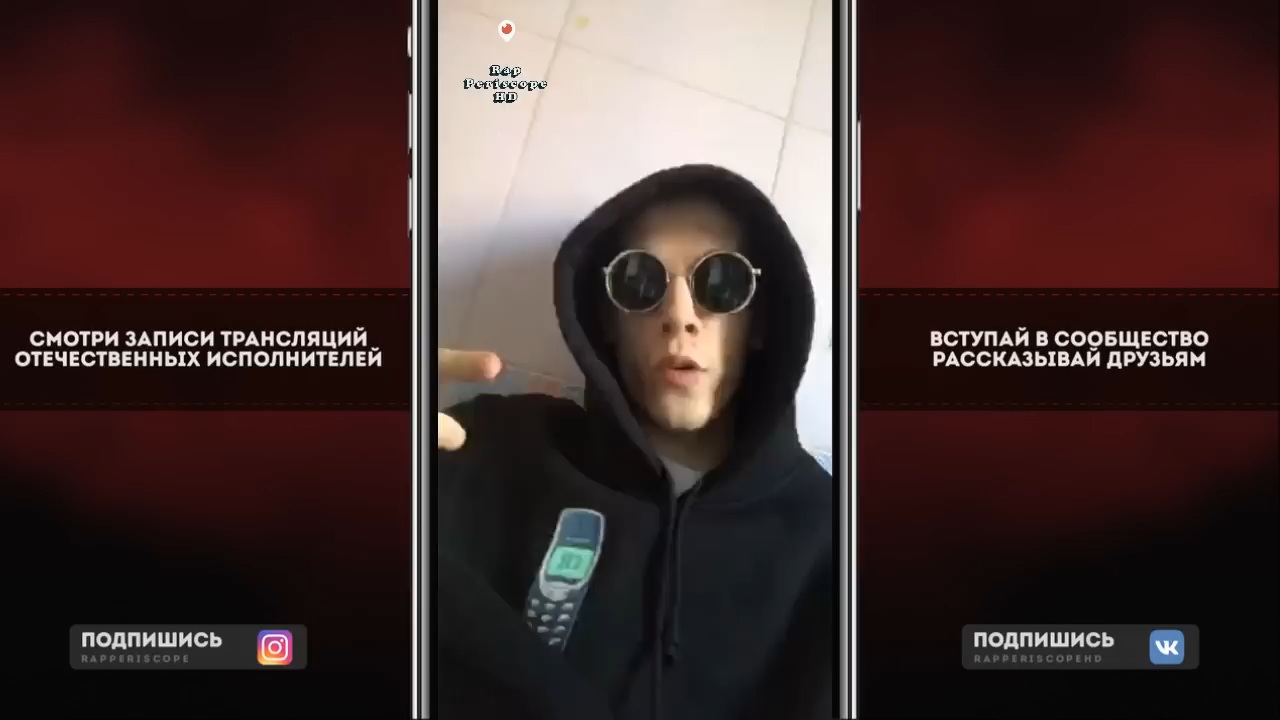 Rap
Periscope
HD
СМОТРИ ЗАПИСИ ТРАНСЛЯЦИЙ
ОТЕЧЕСТВЕННЫХ ИСПОЛНИТЕЛЕЙ
ВСТУПАЙ В СООБЩЕСТВО
РАССКАЗЫВАЙ ДРУЗЬЯМ
ПОДПИШИСЬ
RAPPERISCOPE
ПОДПИШИСЬ
RAPPERISCOPEHD